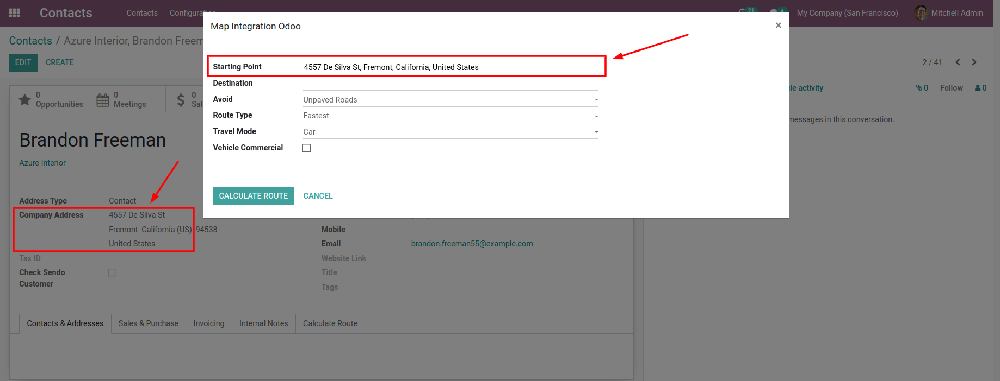 Contacts Contacts Configuration 21 4 My Company (San Francisco) Mitchell Admin
Map Integration Odoo ×
Contacts / Azure Interior, Brandon Freem
EDIT CREATE 2 / 41
Starting Point 4557 De Silva St, Fremont, California, United States
Destination
Avoid Unpaved Roads
Route Type Fastest
Travel Mode Car
Vehicle Commercial
CALCULATE ROUTE CANCEL
le activity 0 Follow 0
messages in this conversation.
0 Opportunities
0 Meetings
$ 0 Sal
Brandon Freeman
Azure Interior
Address Type Contact
Company Address 4557 De Silva St
Fremont California (US) 94538
United States
Tax ID
Check Sendo
Customer
Mobile
Email brandon.freeman55@example.com
Website Link
Title
Tags
Contacts & Addresses Sales & Purchase Invoicing Internal Notes Calculate Route